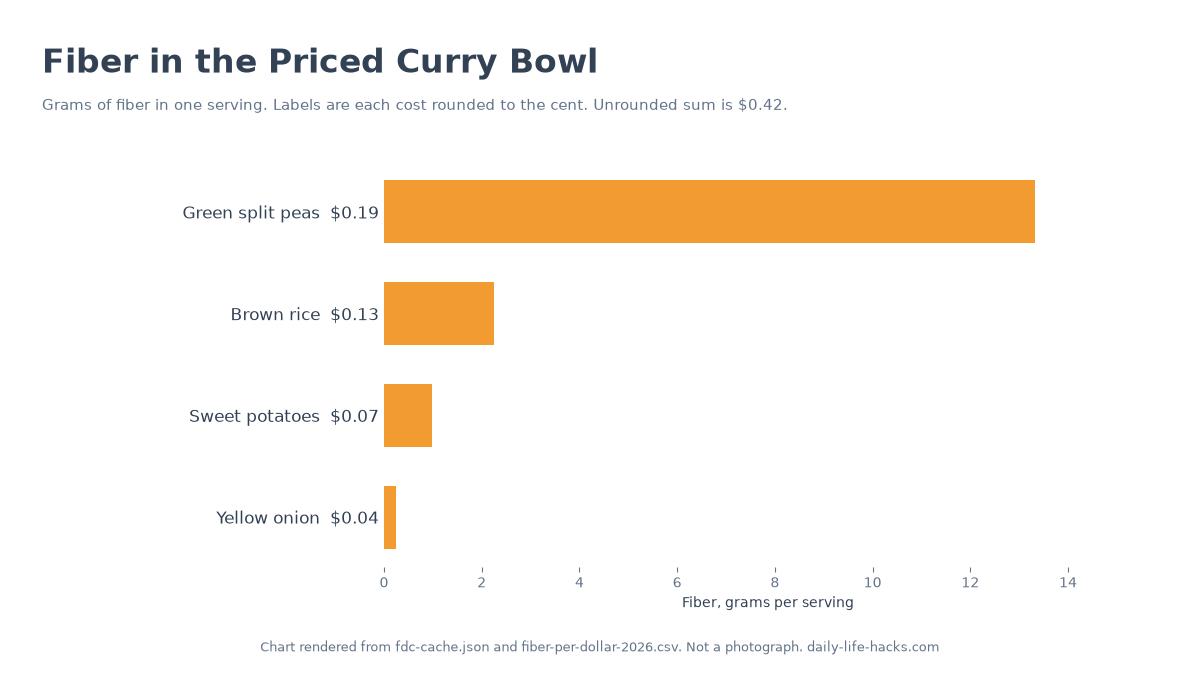 Fiber in the Priced Curry Bowl
Grams of fiber in one serving. Labels are each cost rounded to the cent. Unrounded sum is $0.42.
Green split peas $0.19
Brown rice $0.13
Sweet potatoes $0.07
Yellow onion $0.04
0 2 4 6 8 10 12 14
Fiber, grams per serving
Chart rendered from fdc-cache.json and fiber-per-dollar-2026.csv. Not a photograph. daily-life-hacks.com